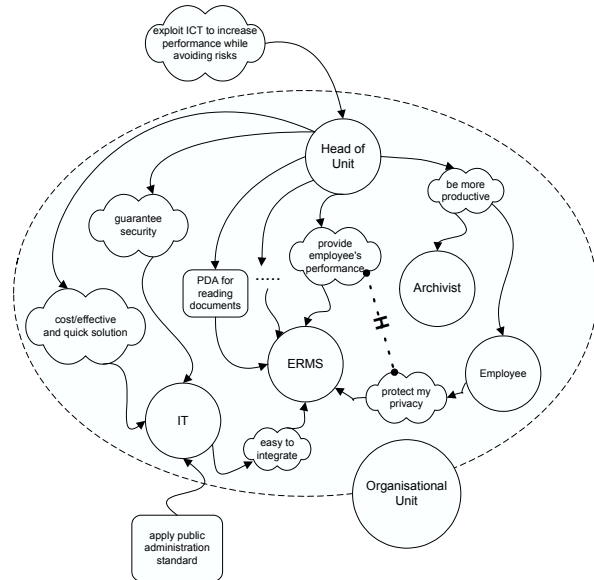 exploit ICT to increase
performance while
avoiding risks
Head of
Unit
be more
productive
guarantee
security
provide
employee's
performance
PDA for
reading
documents
.....
Archivist
cost/effective
and quick solution
ERMS
H
Employee
protect my
privacy
IT
easy to
integrate
Organisational
Unit
apply public
administration
standard